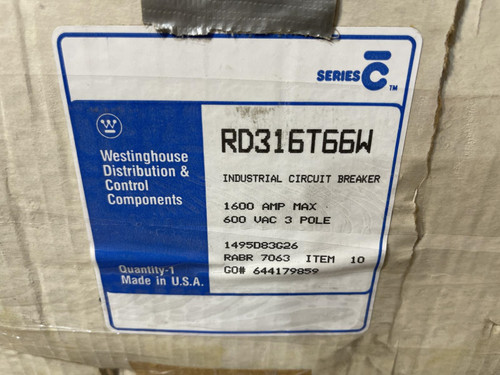 SERIES C™
RD316T66W
Westinghouse
Distribution &
Control
Components
INDUSTRIAL CIRCUIT BREAKER
1600 AMP MAX
600 VAC 3 POLE
1495D83G26
RABR 7063 ITEM 10
GO# 644179859
Quantity-1
Made in U.S.A.